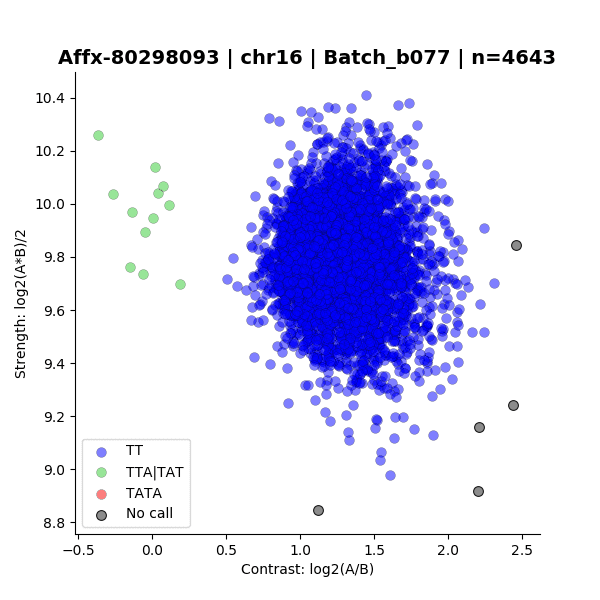 Affx-80298093 | chr16 | Batch_b077 | n=4643
Strength: log2(A*B)/2
10.4
10.2
10.0
9.8
9.6
9.4
9.2
9.0
8.8
TT
TTA|TAT
TATA
No call
−0.5 0.0 0.5 1.0 1.5 2.0 2.5
Contrast: log2(A/B)